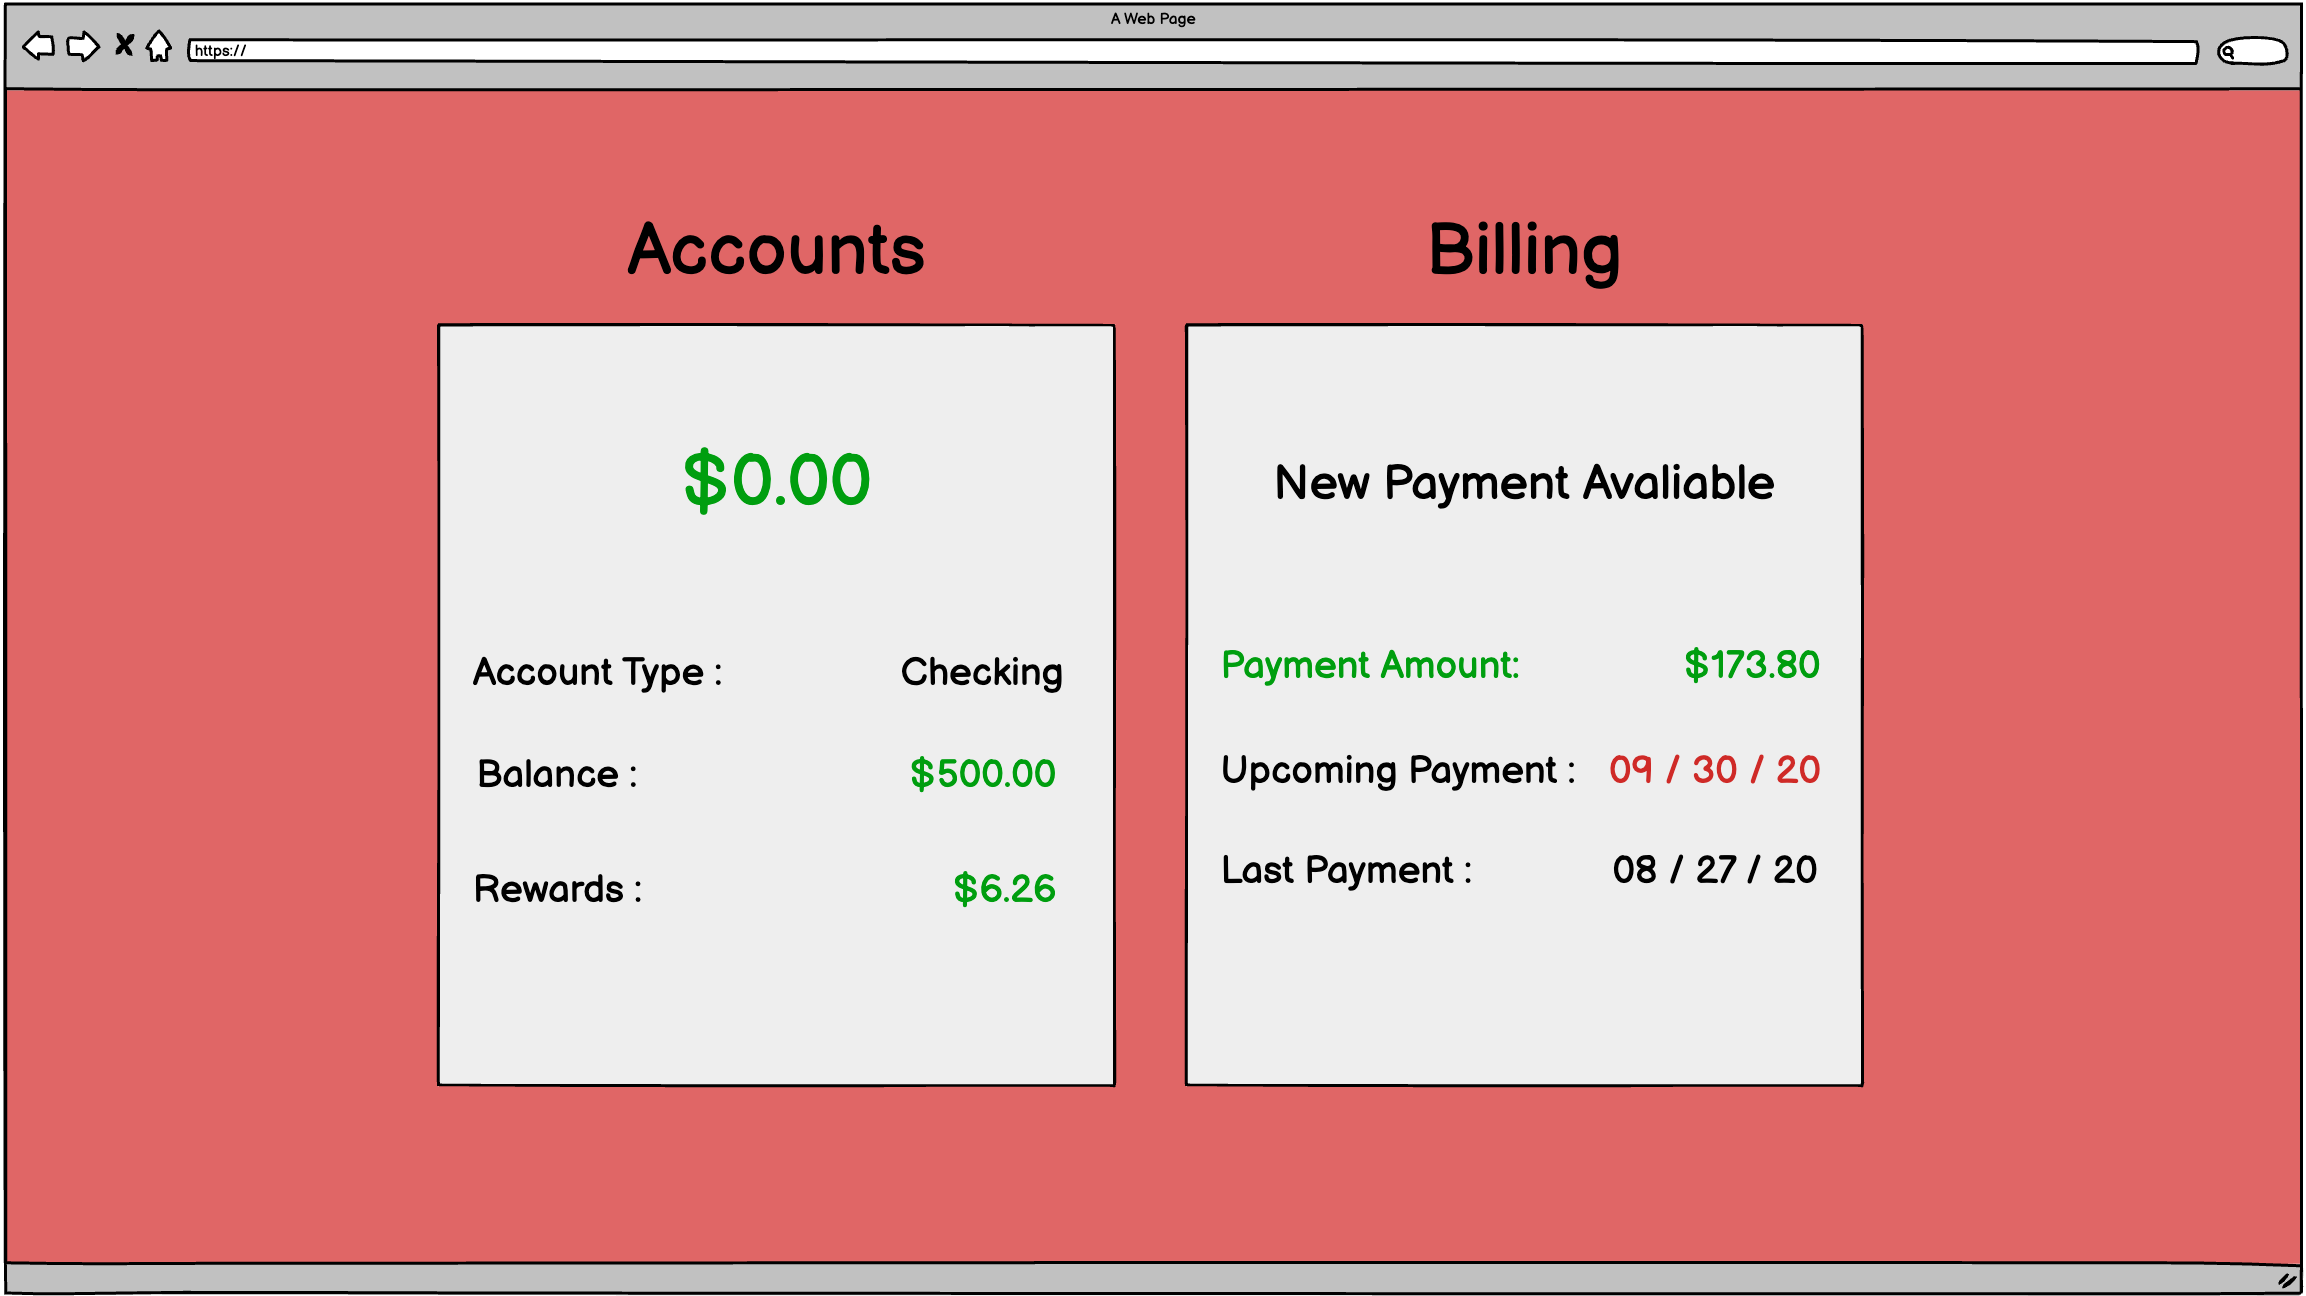 A Web Page
https://
Accounts
$0.00
Account Type : Checking
Balance : $500.00
Rewards : $6.26
Billing
New Payment Avaliable
Payment Amount: $173.80
Upcoming Payment : 09 / 30 / 20
Last Payment : 08 / 27 / 20